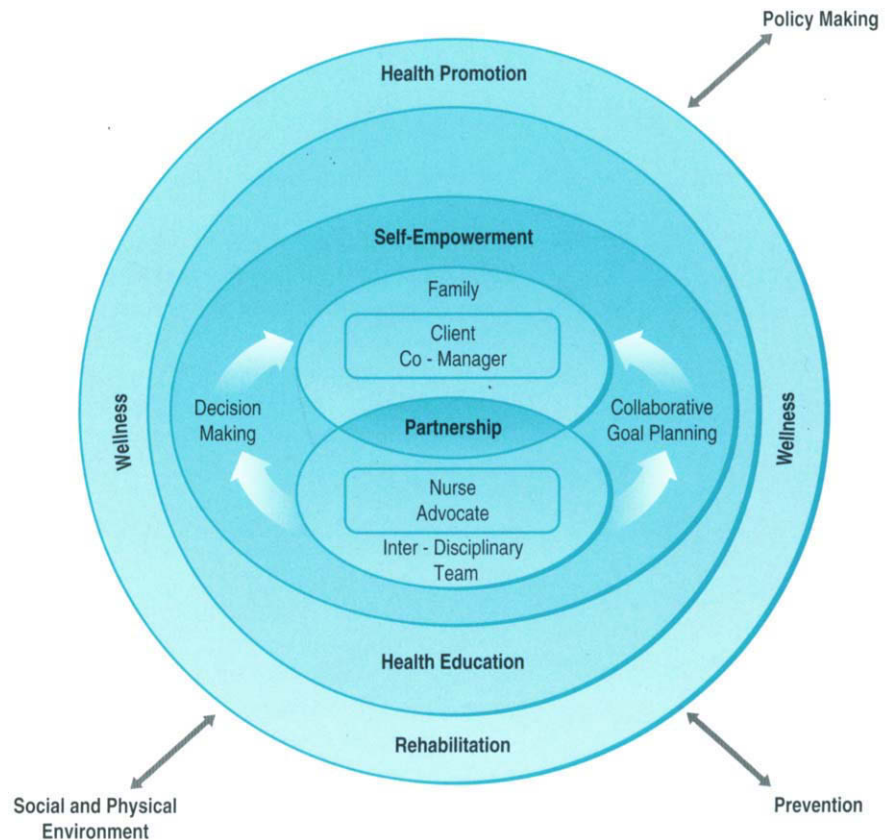 Policy Making
Health Promotion
Self-Empowerment
Family
Client
Co - Manager
Decision
Making
Partnership
Collaborative
Goal Planning
Wellness
Wellness
Nurse
Advocate
Inter - Disciplinary
Team
Health Education
Rehabilitation
Social and Physical
Environment
Prevention